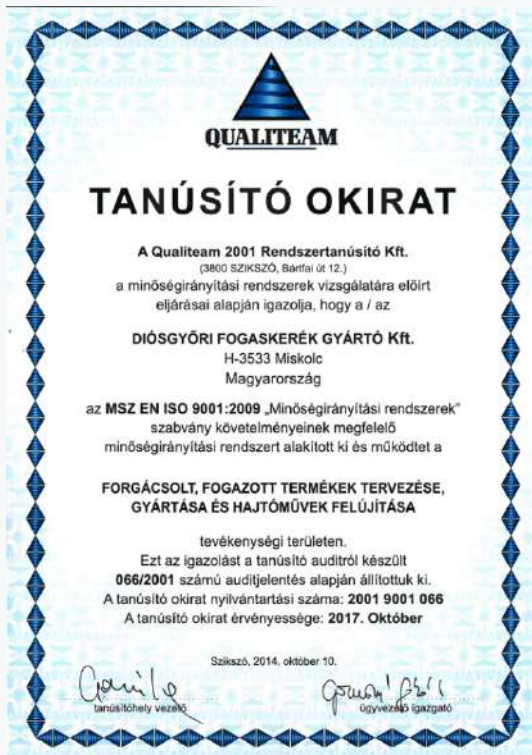 QUALITEAM
TANÚSÍTÓ OKIRAT
A Qualiteam 2001 Rendszertanúsító Kft.
(3800 SZIKSZÓ, Bártfai út 12.)
a minőségirányítási rendszerek vizsgálatára előírt
eljárásai alapján igazolja, hogy a / az
DIÓSGYŐRI FOGASKERÉK GYÁRTÓ Kft.
H-3533 Miskolc
Magyarország
az MSZ EN ISO 9001:2009 „Minőségirányítási rendszerek”
szabvány követelményeinek megfelelő
minőségirányítási rendszert alakított ki és működtet a
FORGÁCSOLT, FOGAZOTT TERMÉKEK TERVEZÉSE,
GYÁRTÁSA ÉS HAJTÓMŰVEK FELÚJÍTÁSA
tevékenységi területen.
Ezt az igazolást a tanúsító auditról készült
066/2001 számú auditjelentés alapján állítottuk ki.
A tanúsító okirat nyilvántartási száma: 2001 9001 066
A tanúsító okirat érvényessége: 2017. Október
Szikszó, 2014. október 10.
tanúsítóhely vezető
ügyvezető igazgató